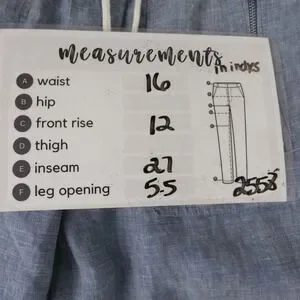 measurements
in inches
A waist 16
B hip
C front rise 12
D thigh
E inseam 27
F leg opening 5.5
2558